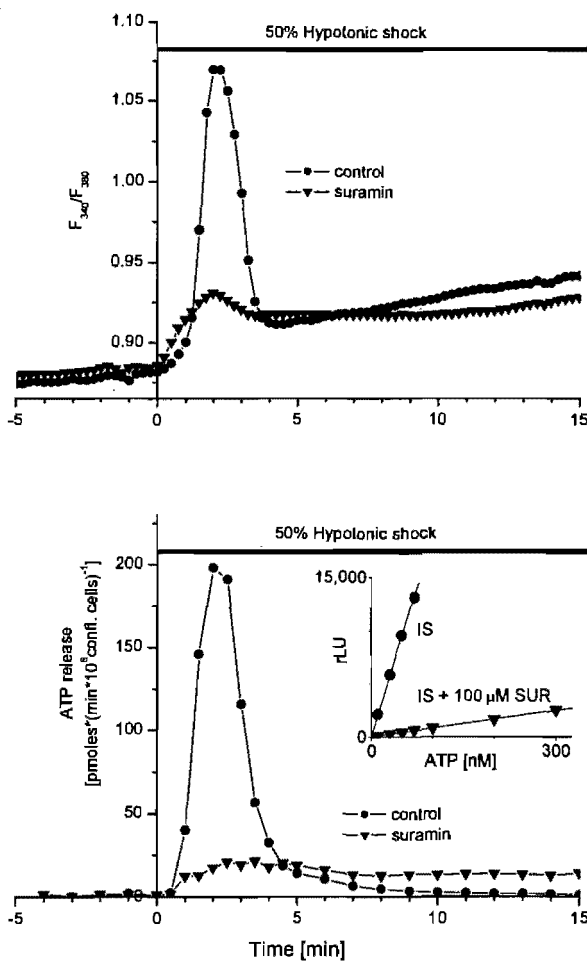 50% Hypotonic shock
1.10
1.05
1.00
0.95
0.90
F340/F380
control
suramin
-5
0
5
10
15
50% Hypotonic shock
200
150
100
50
0
ATP release
[pmoles*(min*10⁶confl. cells)⁻¹]
15,000
rLU
0
IS
IS + 100 µM SUR
0
300
ATP [nM]
control
suramin
-5
0
5
10
15
Time [min]